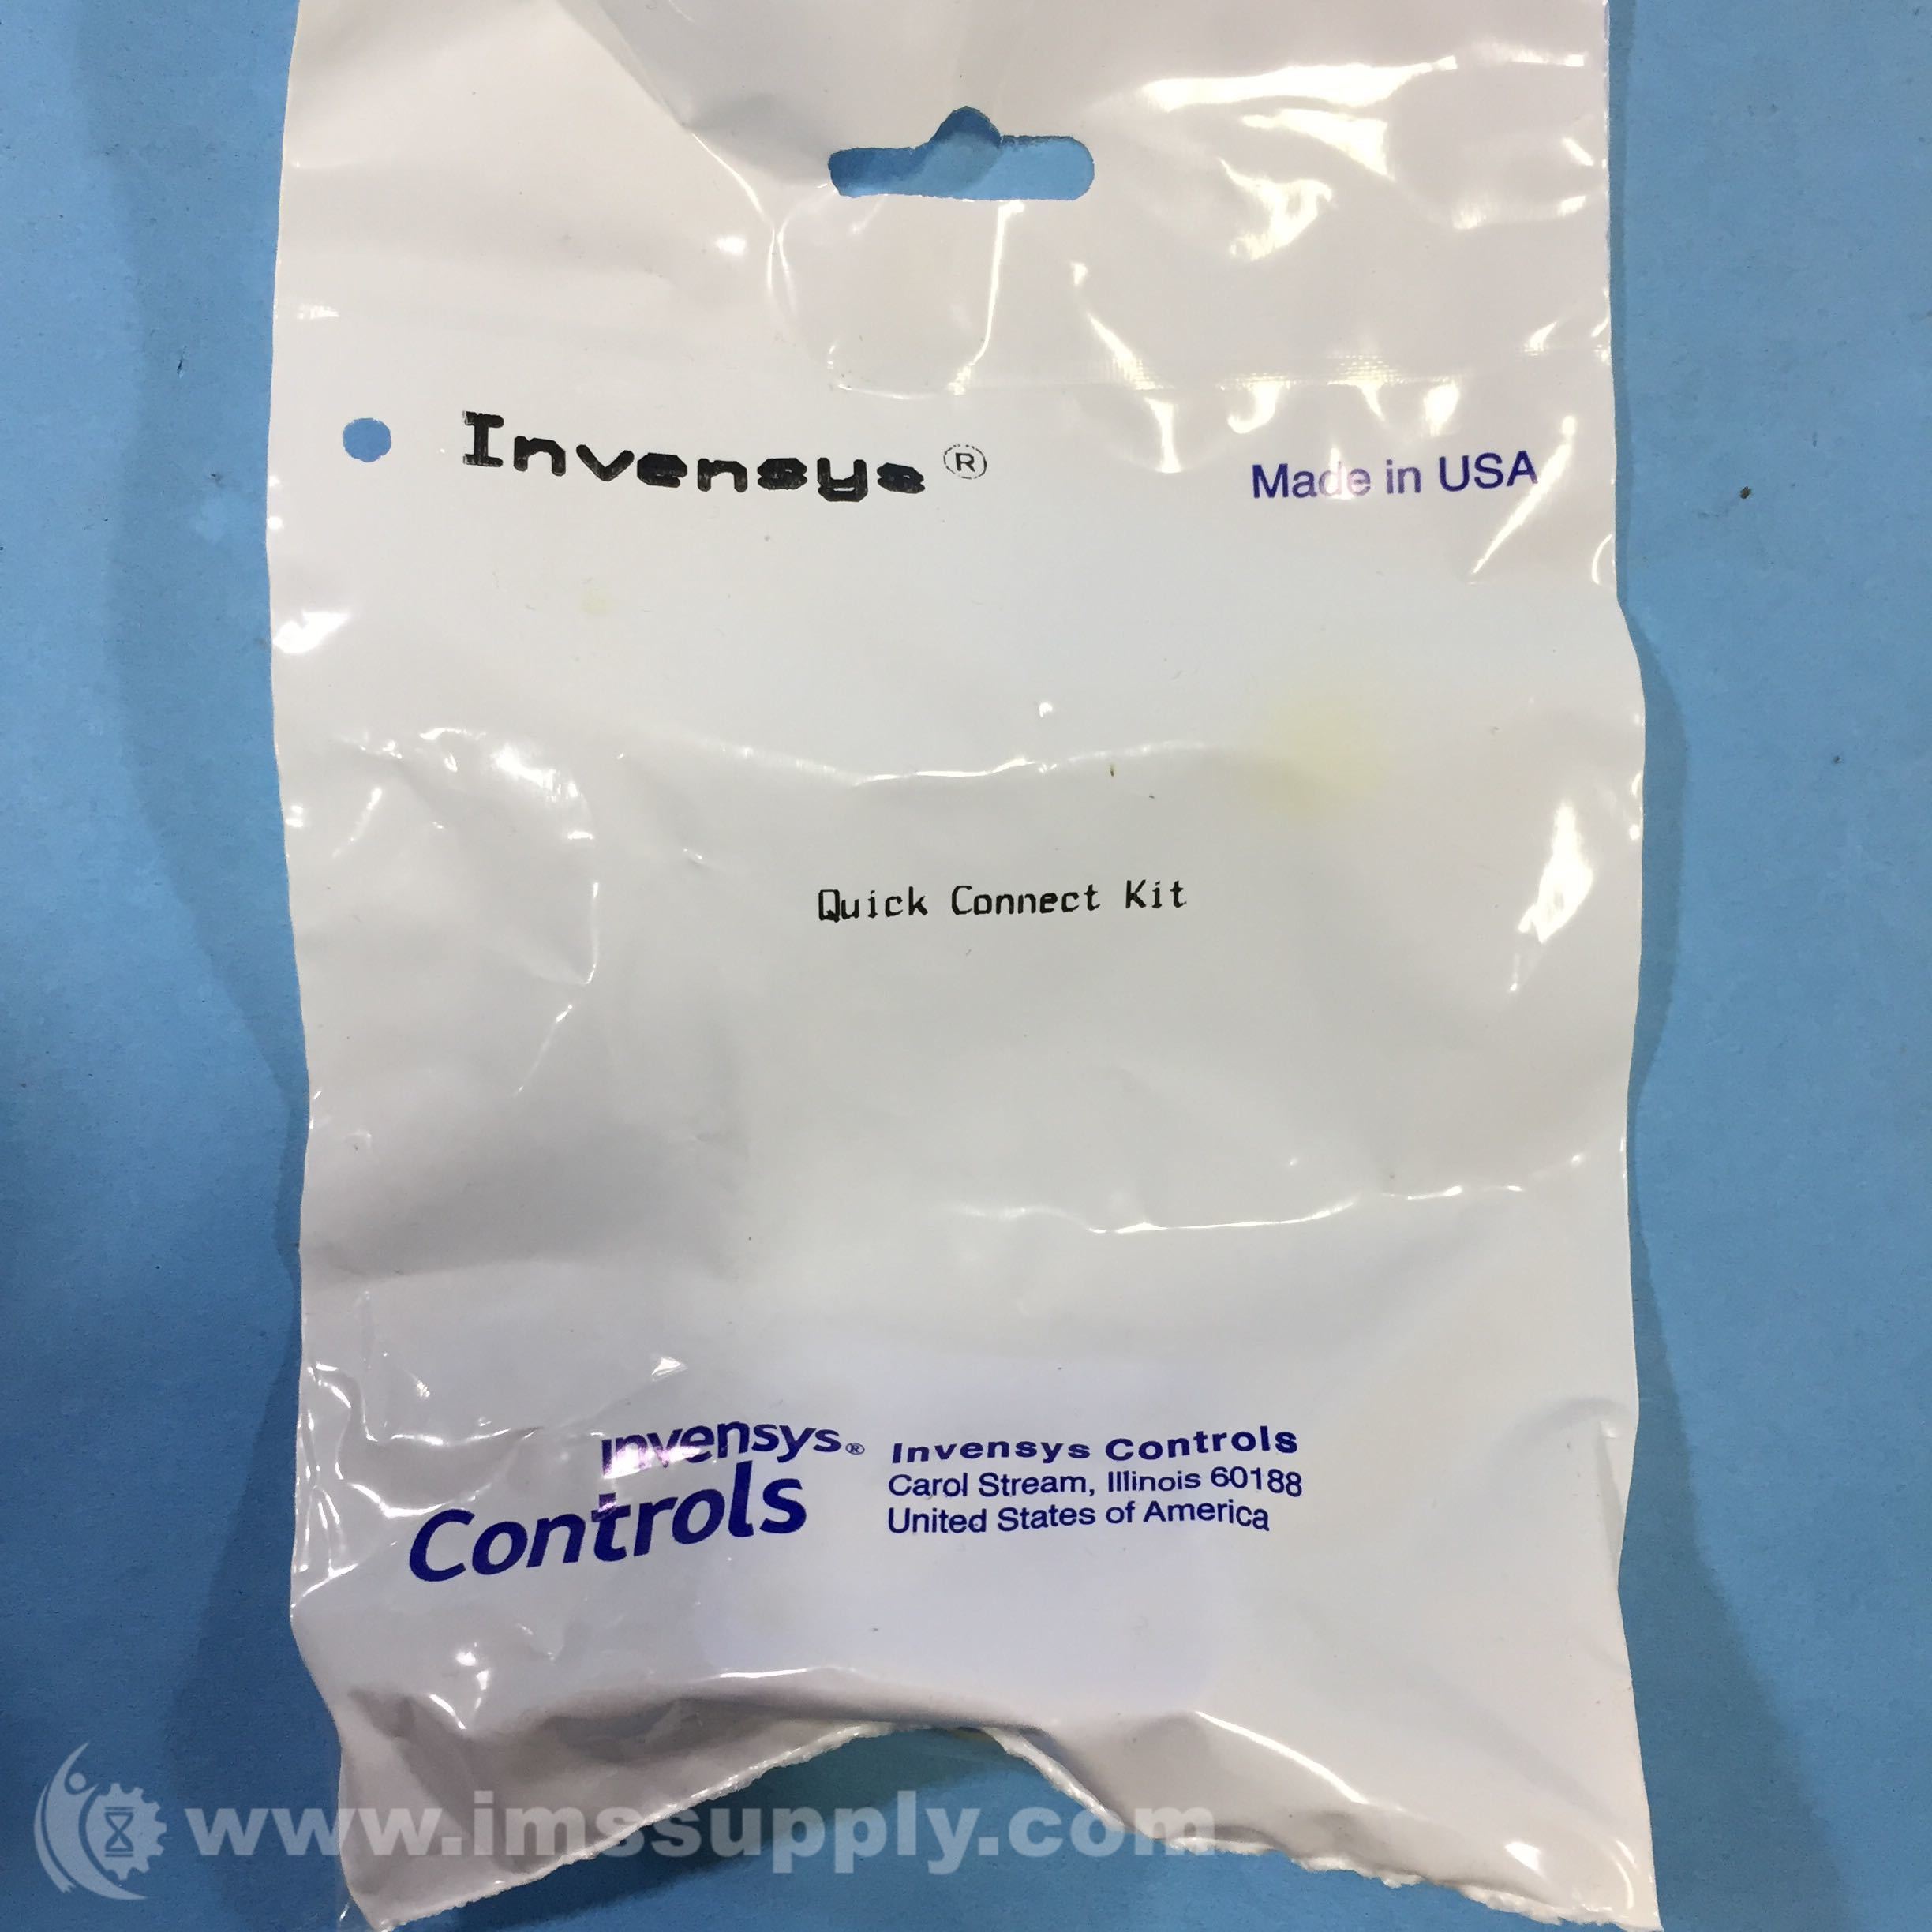 Invensys®
Made in USA
Quick Connect Kit
invensys®
Controls
Invensys Controls
Carol Stream, Illinois 60188
United States of America
www.imssupply.com